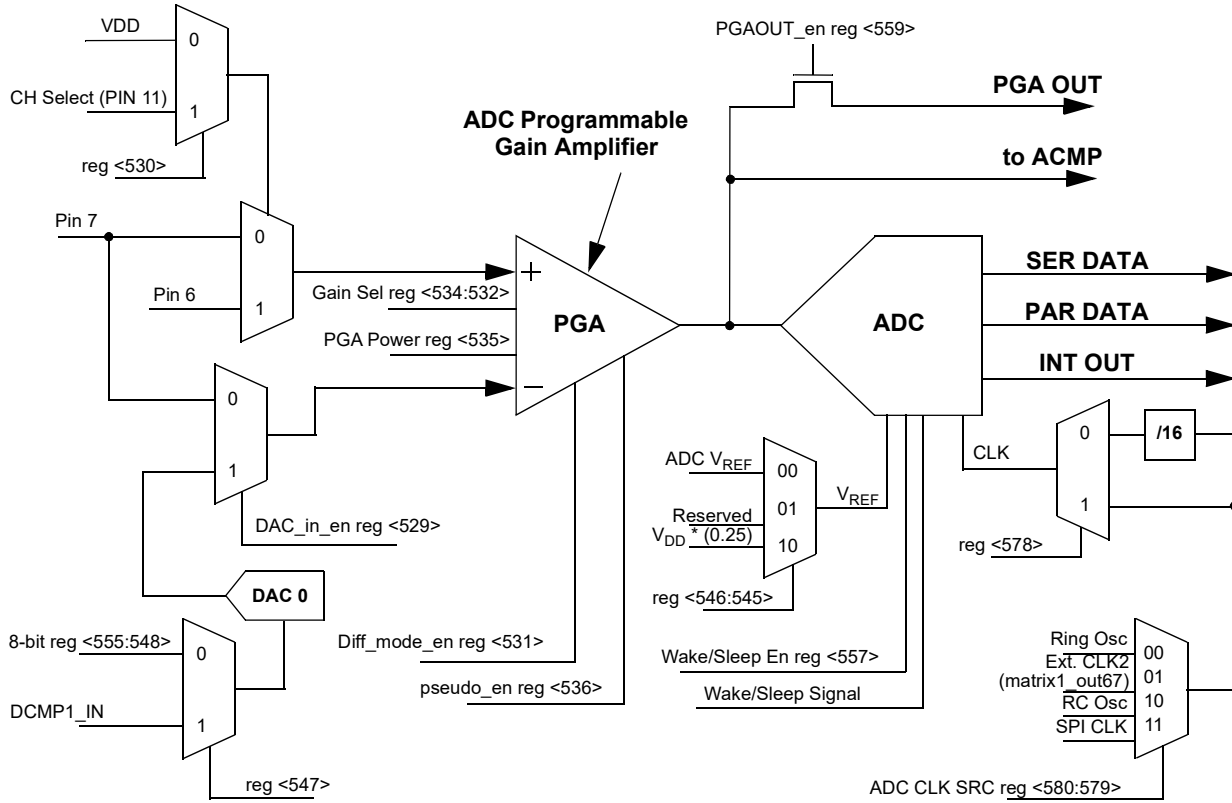 VDD
0
CH Select (PIN 11)
1
reg <530>
PGAOUT_en reg <559>
PGA OUT
to ACMP
ADC Programmable
Gain Amplifier
Pin 7
0
Pin 6
1
+
Gain Sel reg <534:532>
PGA
PGA Power reg <535>
−
ADC
SER DATA
PAR DATA
INT OUT
0
1
DAC_in_en reg <529>
ADC VREF
00
Reserved
01
VDD * (0.25)
10
VREF
reg <546:545>
CLK
0
/16
1
reg <578>
DAC 0
8-bit reg <555:548>
0
DCMP1_IN
1
reg <547>
Diff_mode_en reg <531>
pseudo_en reg <536>
Wake/Sleep En reg <557>
Wake/Sleep Signal
Ring Osc
00
Ext. CLK2
(matrix1_out67)
01
RC Osc
10
SPI CLK
11
ADC CLK SRC reg <580:579>